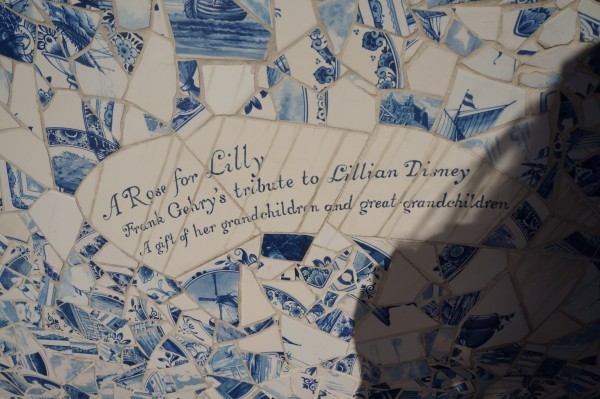 A Rose for Lilly
Frank Gehry's tribute to Lillian Disney
A gift of her grandchildren and great-grandchildren